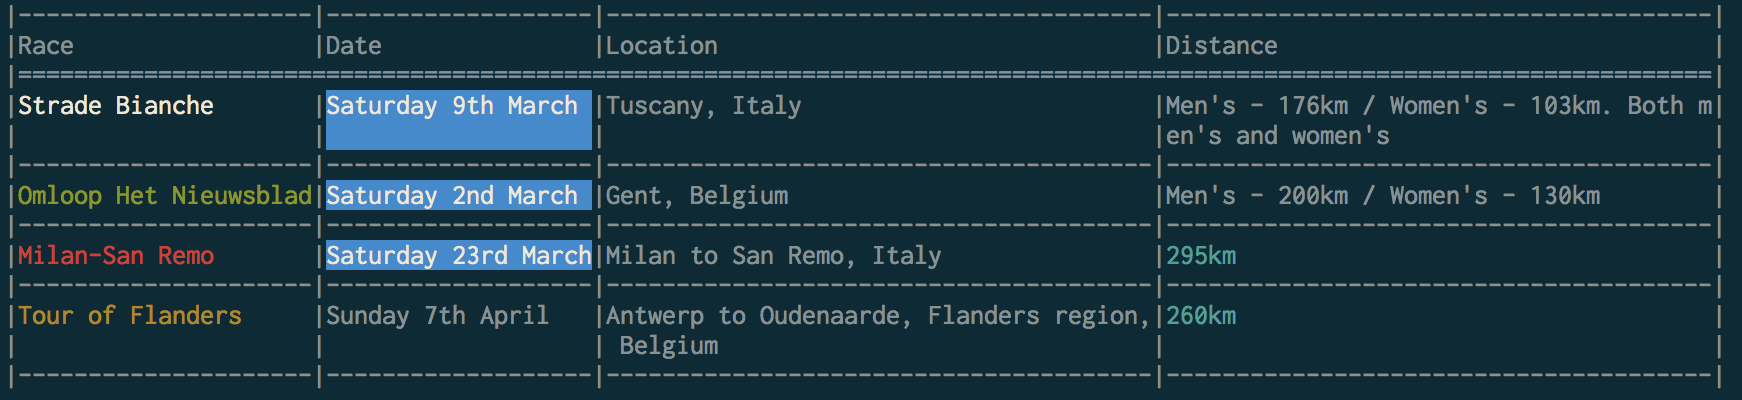 |---------------------|-------------------|---------------------------------------|---------------------------------------|
|Race                 |Date               |Location                               |Distance                               |
|=========================================================================================================================|
|Strade Bianche       |Saturday 9th March |Tuscany, Italy                         |Men's - 176km / Women's - 103km. Both m|
|                     |                   |                                       |en's and women's                       |
|---------------------|-------------------|---------------------------------------|---------------------------------------|
|Omloop Het Nieuwsblad|Saturday 2nd March |Gent, Belgium                          |Men's - 200km / Women's - 130km        |
|---------------------|-------------------|---------------------------------------|---------------------------------------|
|Milan-San Remo       |Saturday 23rd March|Milan to San Remo, Italy               |295km                                  |
|---------------------|-------------------|---------------------------------------|---------------------------------------|
|Tour of Flanders     |Sunday 7th April   |Antwerp to Oudenaarde, Flanders region,|260km                                  |
|                     |                   | Belgium                               |                                       |
|---------------------|-------------------|---------------------------------------|---------------------------------------|